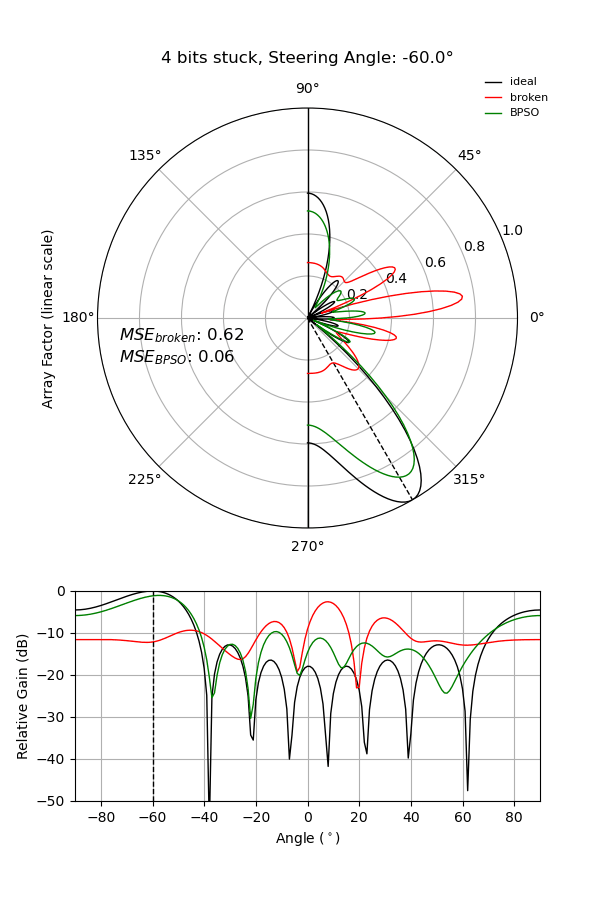 4 bits stuck, Steering Angle: -60.0°
ideal
broken
BPSO
90°
135°
45°
1.0
0.8
0.6
0.4
0.2
180°
0°
MSE_broken: 0.62
MSE_BPSO: 0.06
225°
315°
270°
Array Factor (linear scale)
0
−10
−20
−30
−40
−50
Relative Gain (dB)
−80 −60 −40 −20 0 20 40 60 80
Angle (°)